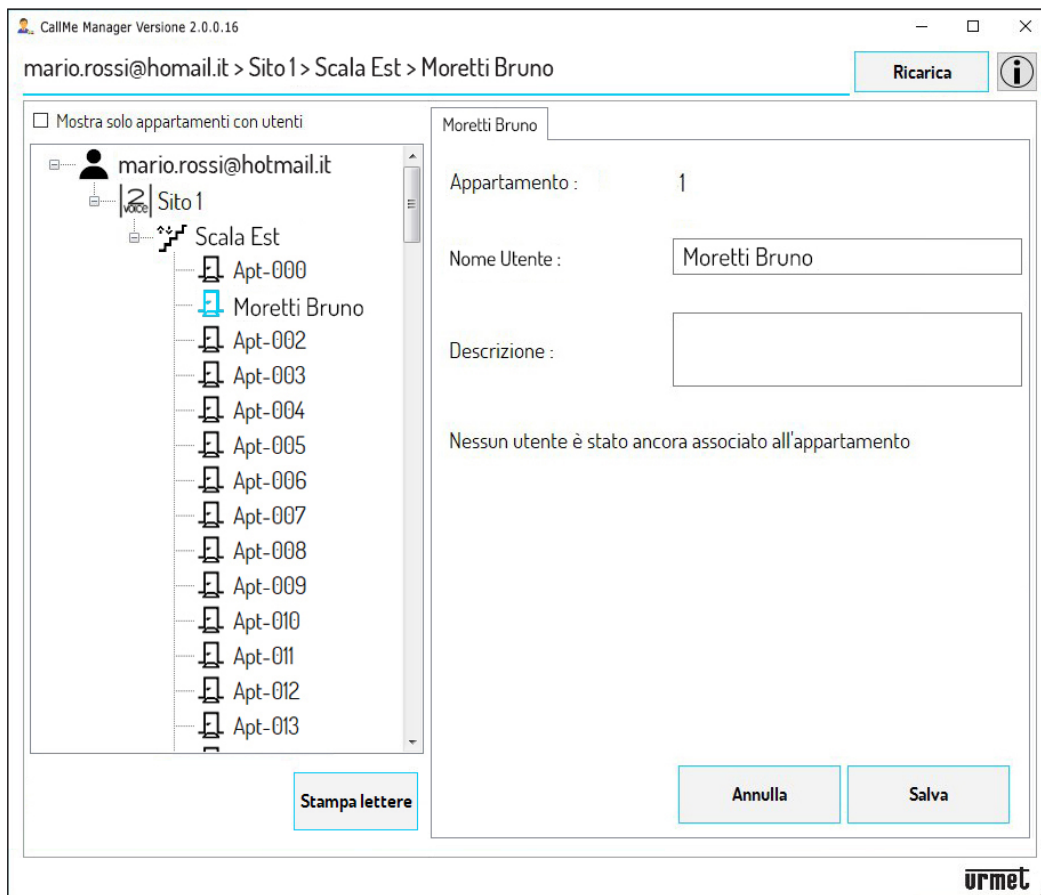 CallMe Manager Versione 2.0.0.16
mario.rossi@homail.it > Sito 1 > Scala Est > Moretti Bruno
Ricarica
i
Mostra solo appartamenti con utenti
mario.rossi@hotmail.it
2 voice Sito 1
Scala Est
Apt-000
Moretti Bruno
Apt-002
Apt-003
Apt-004
Apt-005
Apt-006
Apt-007
Apt-008
Apt-009
Apt-010
Apt-011
Apt-012
Apt-013
Stampa lettere
Moretti Bruno
Appartamento : 1
Nome Utente : Moretti Bruno
Descrizione :
Nessun utente è stato ancora associato all'appartamento
Annulla Salva
urmet